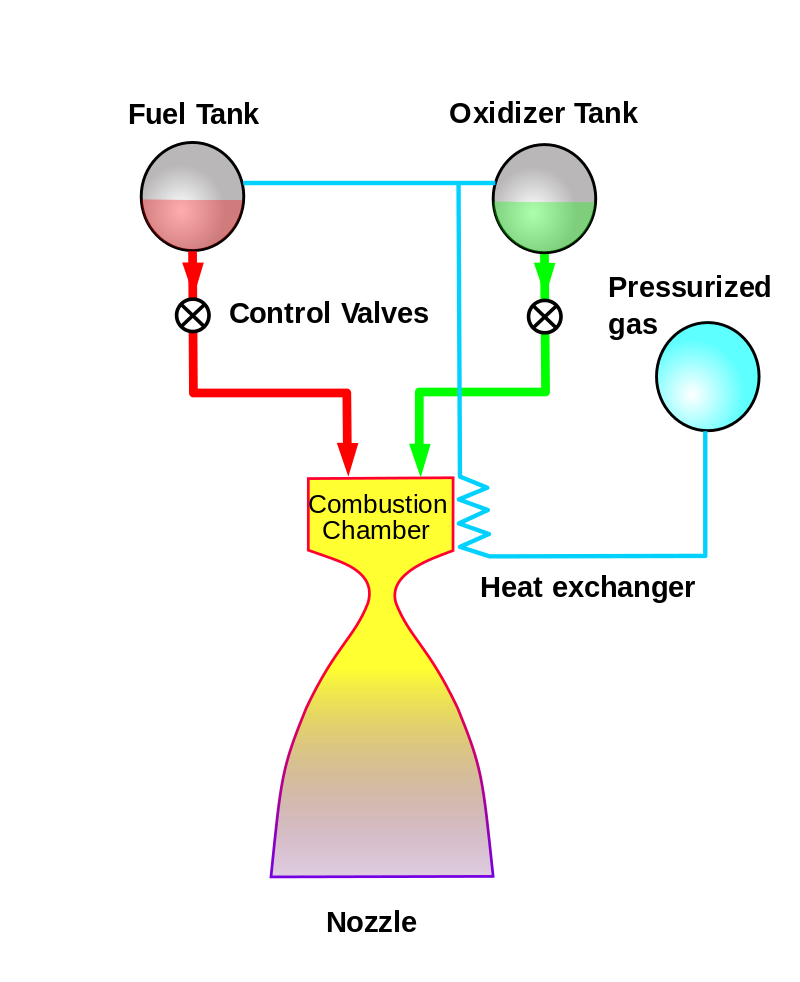 Fuel Tank
Oxidizer Tank
Control Valves
Pressurized
gas
Combustion
Chamber
Heat exchanger
Nozzle